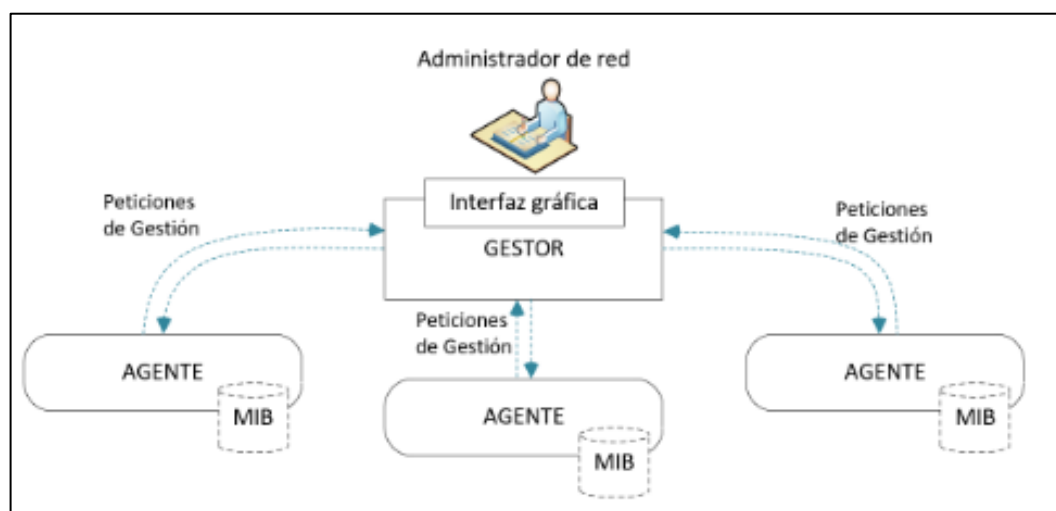 Administrador de red
Interfaz gráfica
GESTOR
Peticiones
de Gestión
Peticiones
de Gestión
Peticiones
de Gestión
AGENTE
MIB
AGENTE
MIB
AGENTE
MIB